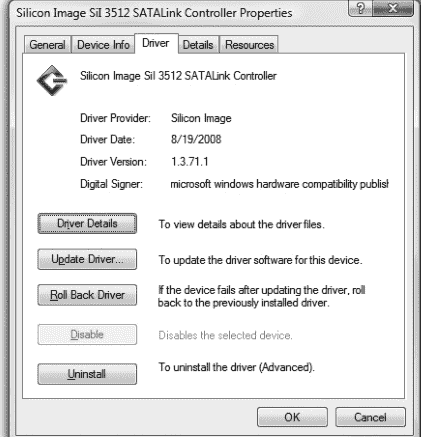 Silicon Image SiI 3512 SATALink Controller Properties
General Device Info Driver Details Resources
Silicon Image SiI 3512 SATALink Controller
Driver Provider: Silicon Image
Driver Date: 8/19/2008
Driver Version: 1.3.71.1
Digital Signer: microsoft windows hardware compatibility publisl
Driver Details To view details about the driver files.
Update Driver... To update the driver software for this device.
Roll Back Driver If the device fails after updating the driver, roll
back to the previously installed driver.
Disable Disables the selected device.
Uninstall To uninstall the driver (Advanced).
OK Cancel